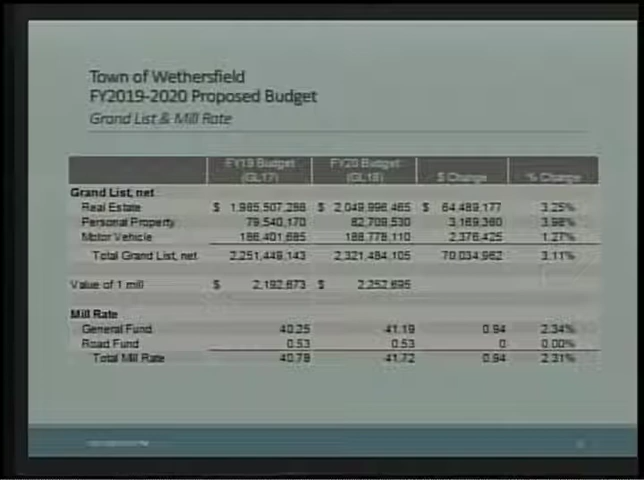 Town of Wethersfield
FY2019-2020 Proposed Budget
Grand List & Mill Rate
FY19 Budget FY20 Budget
(GL17) (GL18) $ Change % Change
Grand List, net
Real Estate $ 1,985,507,288 $ 2,049,996,465 $ 64,489,177 3.25%
Personal Property 79,540,170 82,709,530 3,169,360 3.98%
Motor Vehicle 186,401,685 188,778,110 2,376,425 1.27%
Total Grand List, net 2,251,449,143 2,321,484,105 70,034,962 3.11%
Value of 1 mill $ 2,192,673 $ 2,252,695
Mill Rate
General Fund 40.25 41.19 0.94 2.34%
Road Fund 0.53 0.53 0 0.00%
Total Mill Rate 40.78 41.72 0.94 2.31%